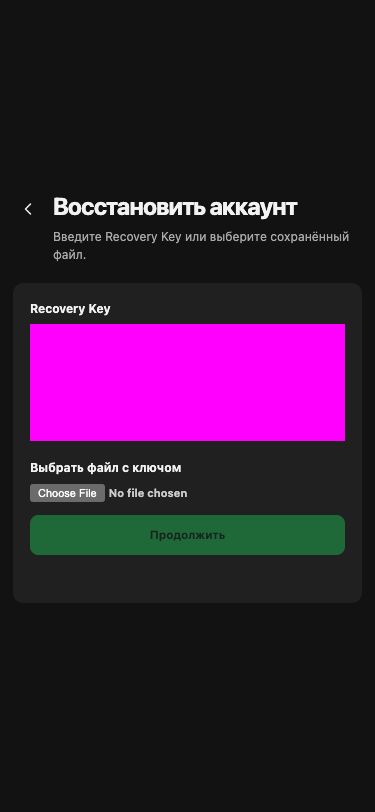 Восстановить аккаунт
Введите Recovery Key или выберите сохранённый
файл.
Recovery Key
Выбрать файл с ключом
Choose File No file chosen
Продолжить